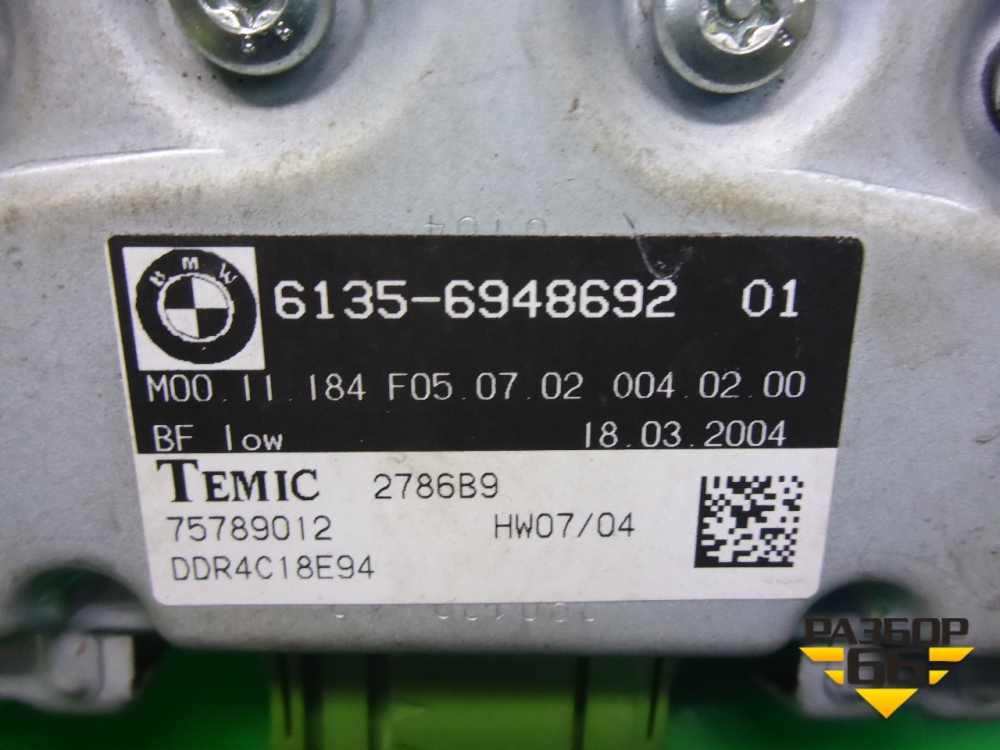 BMW
6135-6948692 01
M00.11.184 F05.07.02 004.02.00
BF low 18.03.2004
TEMIC 2786B9
75789012 HW07/04
DDR4C18E94
РАЗБОР
66